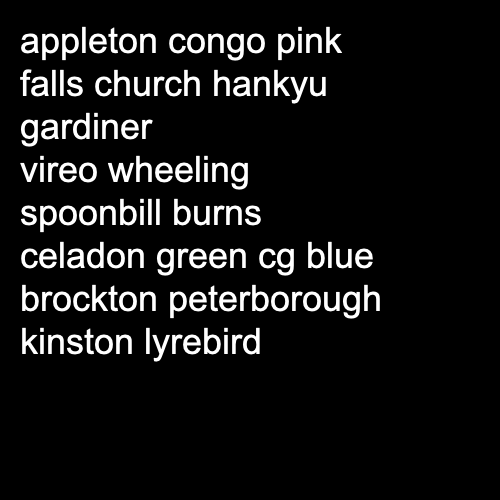 appleton congo pink
falls church hankyu
gardiner
vireo wheeling
spoonbill burns
celadon green cg blue
brockton peterborough
kinston lyrebird